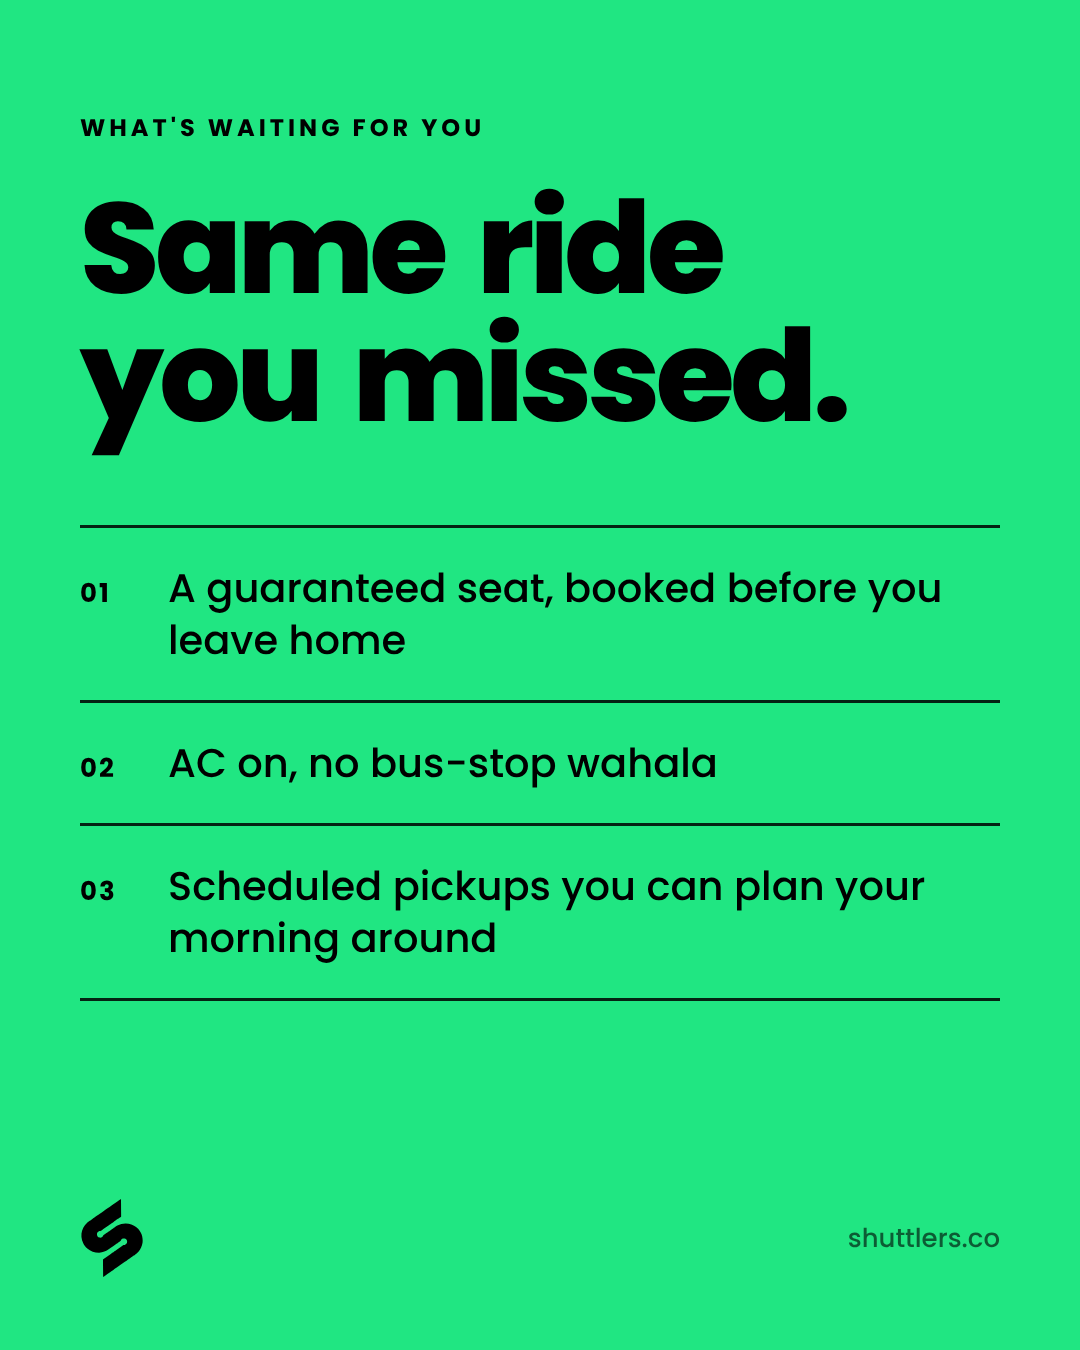 WHAT'S WAITING FOR YOU
Same ride
you missed.
01 A guaranteed seat, booked before you
leave home
02 AC on, no bus-stop wahala
03 Scheduled pickups you can plan your
morning around
shuttlers.co